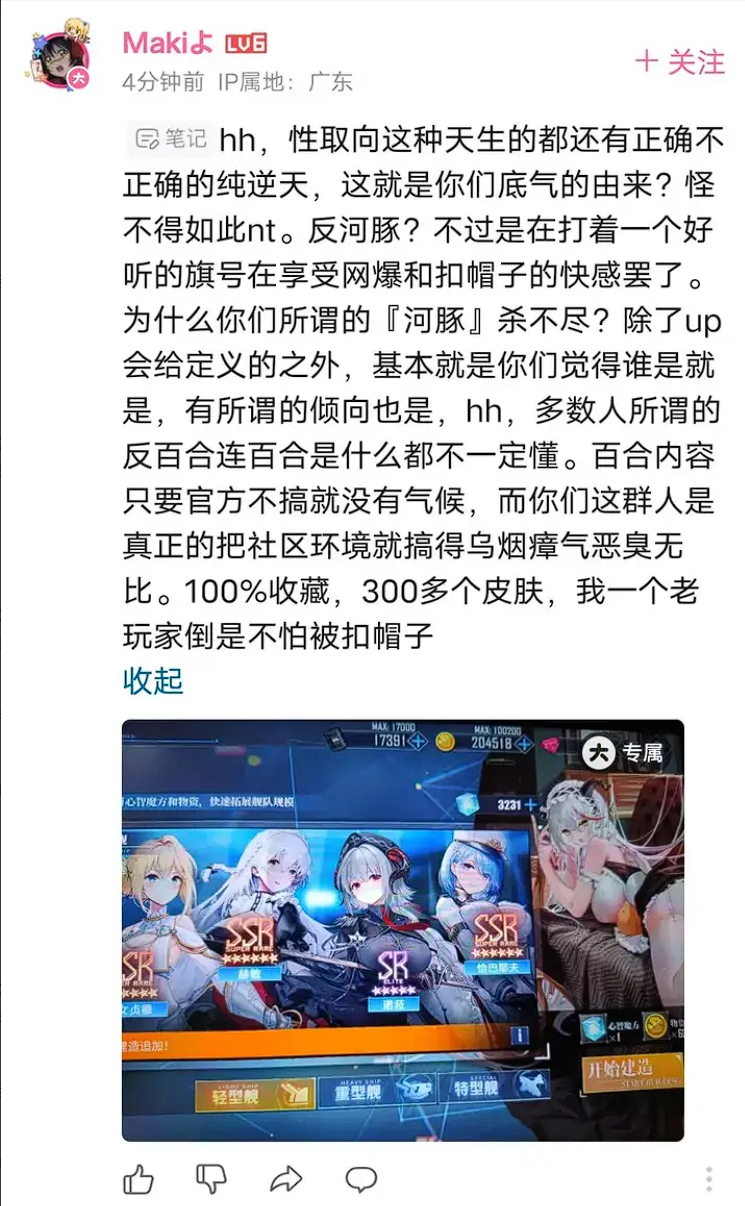 Makiよ LV6
+ 关注
4分钟前 IP属地：广东
大
笔记 hh，性取向这种天生的都还有正确不
正确的纯逆天，这就是你们底气的由来？怪
不得如此nt。反河豚？不过是在打着一个好
听的旗号在享受网爆和扣帽子的快感罢了。
为什么你们所谓的『河豚』杀不尽？除了up
会给定义的之外，基本就是你们觉得谁是就
是，有所谓的倾向也是，hh，多数人所谓的
反百合连百合是什么都不一定懂。百合内容
只要官方不搞就没有气候，而你们这群人是
真正的把社区环境就搞得乌烟瘴气恶臭无
比。100%收藏，300多个皮肤，我一个老
玩家倒是不怕被扣帽子
收起
MAX: 17000
17391
MAX: 100200
204518
大 专属
心智魔方和物资，快速拓展舰队规模
3231
SR
女贞德
SSR
SUPER RARE
赫敏
SR
ELITE
诺茲
SSR
SUPER RARE
恰巴耶夫
建造追加！
LIGHT SHIP
轻型舰
HEAVY SHIP
重型舰
SPECIAL
特型舰
心智魔方
x1
物资
开始建造